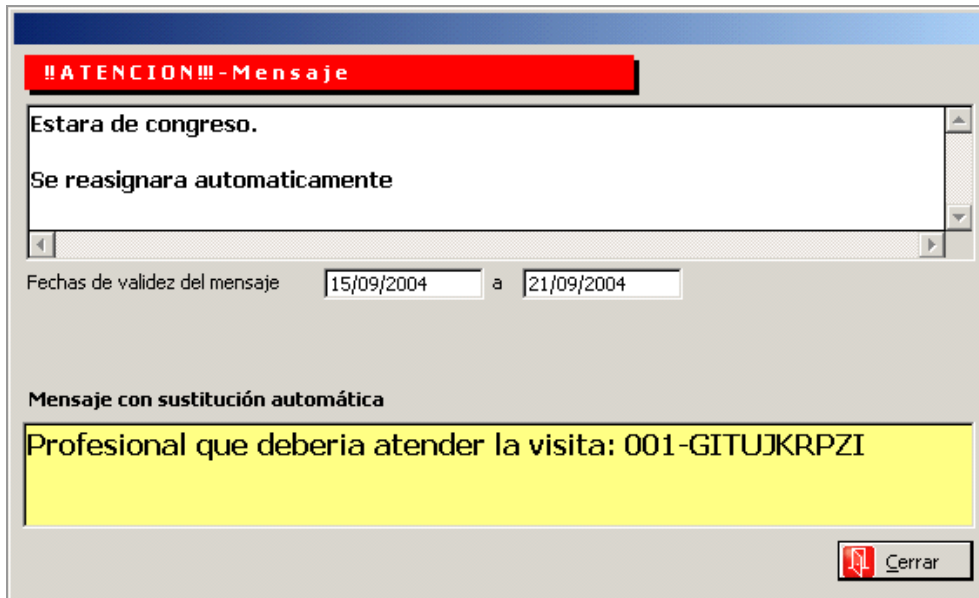 !!ATENCION!!!-Mensaje
Estara de congreso.
Se reasignara automaticamente
Fechas de validez del mensaje 15/09/2004 a 21/09/2004
Mensaje con sustitución automática
Profesional que deberia atender la visita: 001-GITUJKRPZI
Cerrar